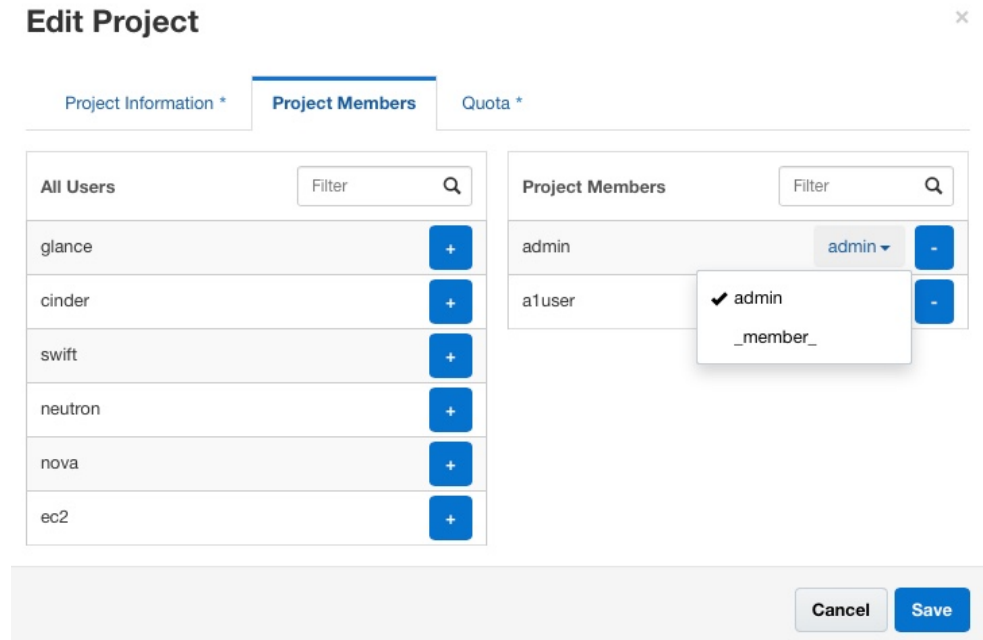 Edit Project
×
Project Information *
Project Members
Quota *
All Users
Filter
glance
+
cinder
+
swift
+
neutron
+
nova
+
ec2
+
Project Members
Filter
admin
admin
-
a1user
-
✔ admin
_member_
Cancel
Save